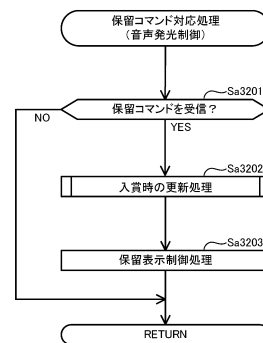 保留コマンド対応処理
（音声発光制御）
Sa3201
保留コマンドを受信？
NO
YES
Sa3202
入賞時の更新処理
Sa3203
保留表示制御処理
RETURN